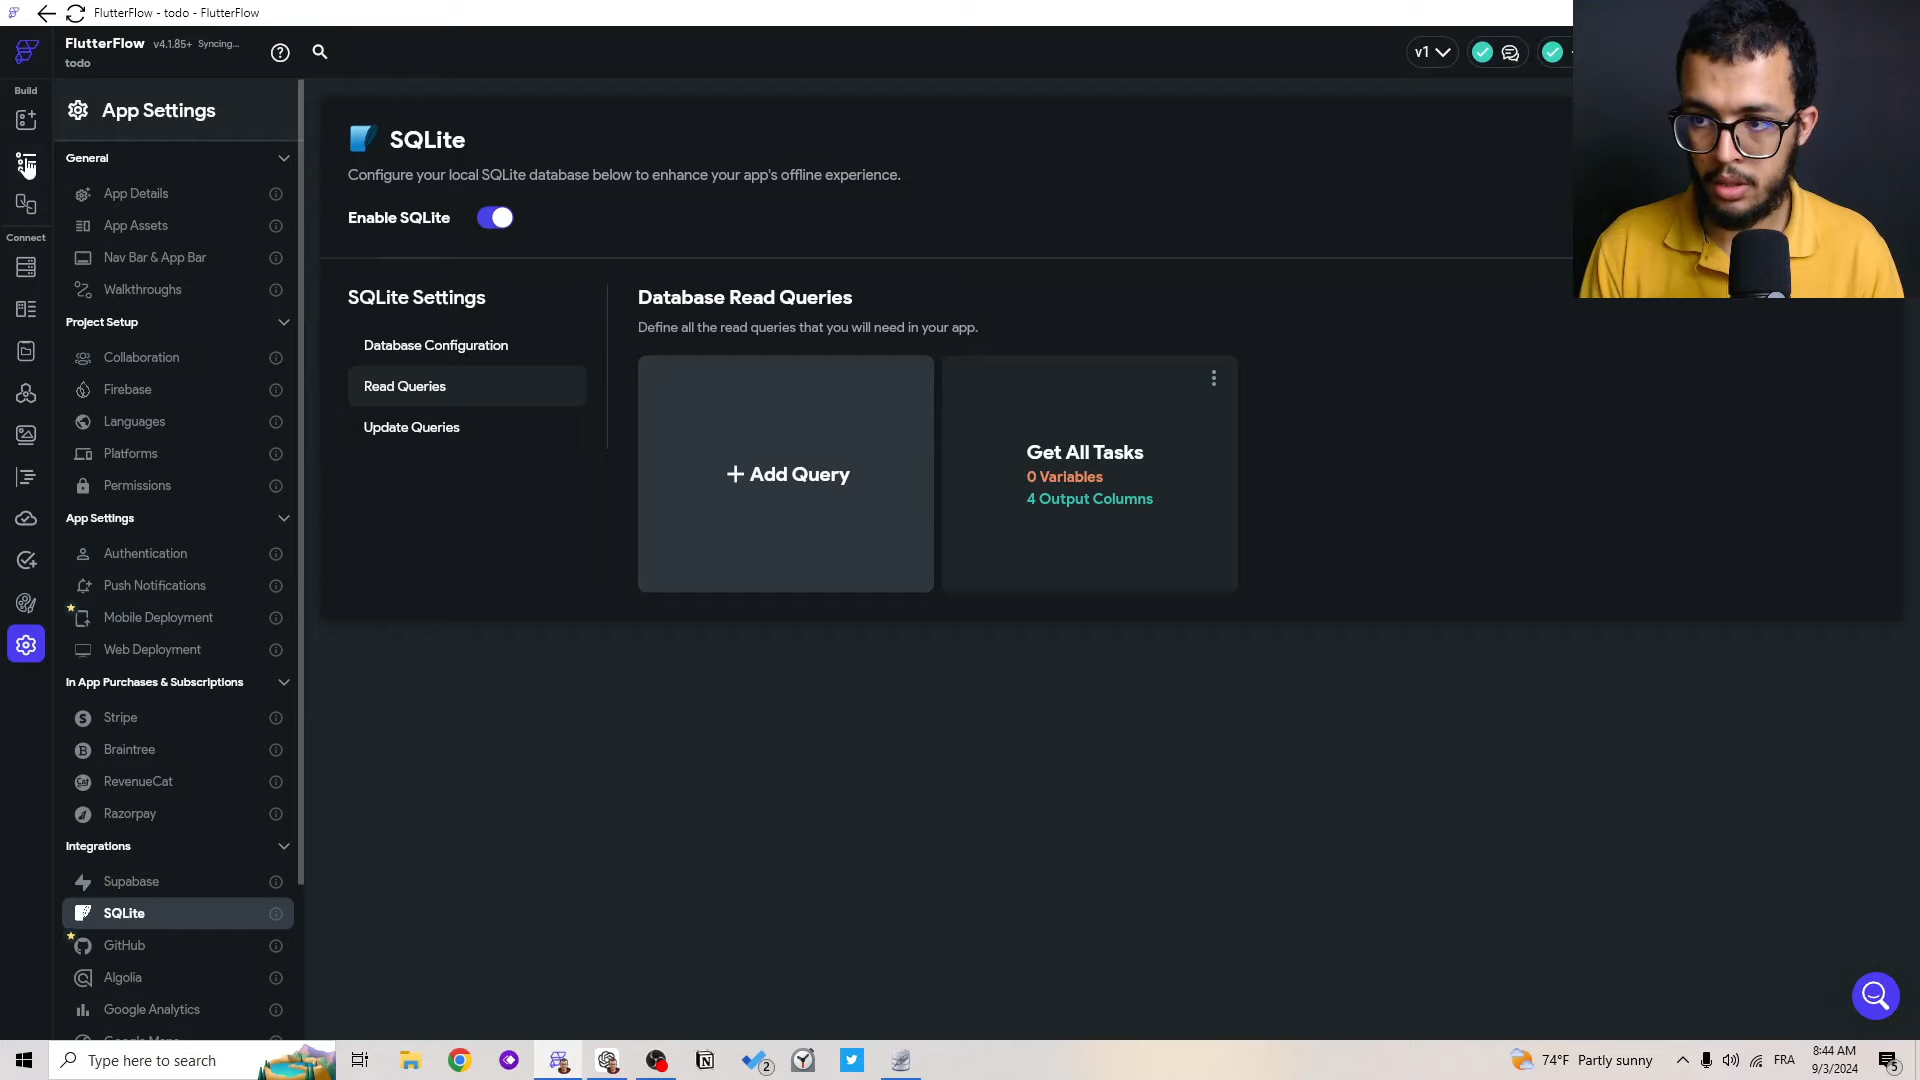 FlutterFlow - todo - FlutterFlow
FlutterFlow v4.1.85+ Syncing...
todo
v1
Build
Connect
App Settings
General
App Details
App Assets
Nav Bar & App Bar
Walkthroughs
Project Setup
Collaboration
Firebase
Languages
Platforms
Permissions
App Settings
Authentication
Push Notifications
Mobile Deployment
Web Deployment
In App Purchases & Subscriptions
Stripe
Braintree
RevenueCat
Razorpay
Integrations
Supabase
SQLite
GitHub
Algolia
Google Analytics
SQLite
Configure your local SQLite database below to enhance your app's offline experience.
Enable SQLite
SQLite Settings
Database Configuration
Read Queries
Update Queries
Database Read Queries
Define all the read queries that you will need in your app.
+ Add Query
Get All Tasks
0 Variables
4 Output Columns
Type here to search
2
74°F Partly sunny
FRA
8:44 AM
9/3/2024
5